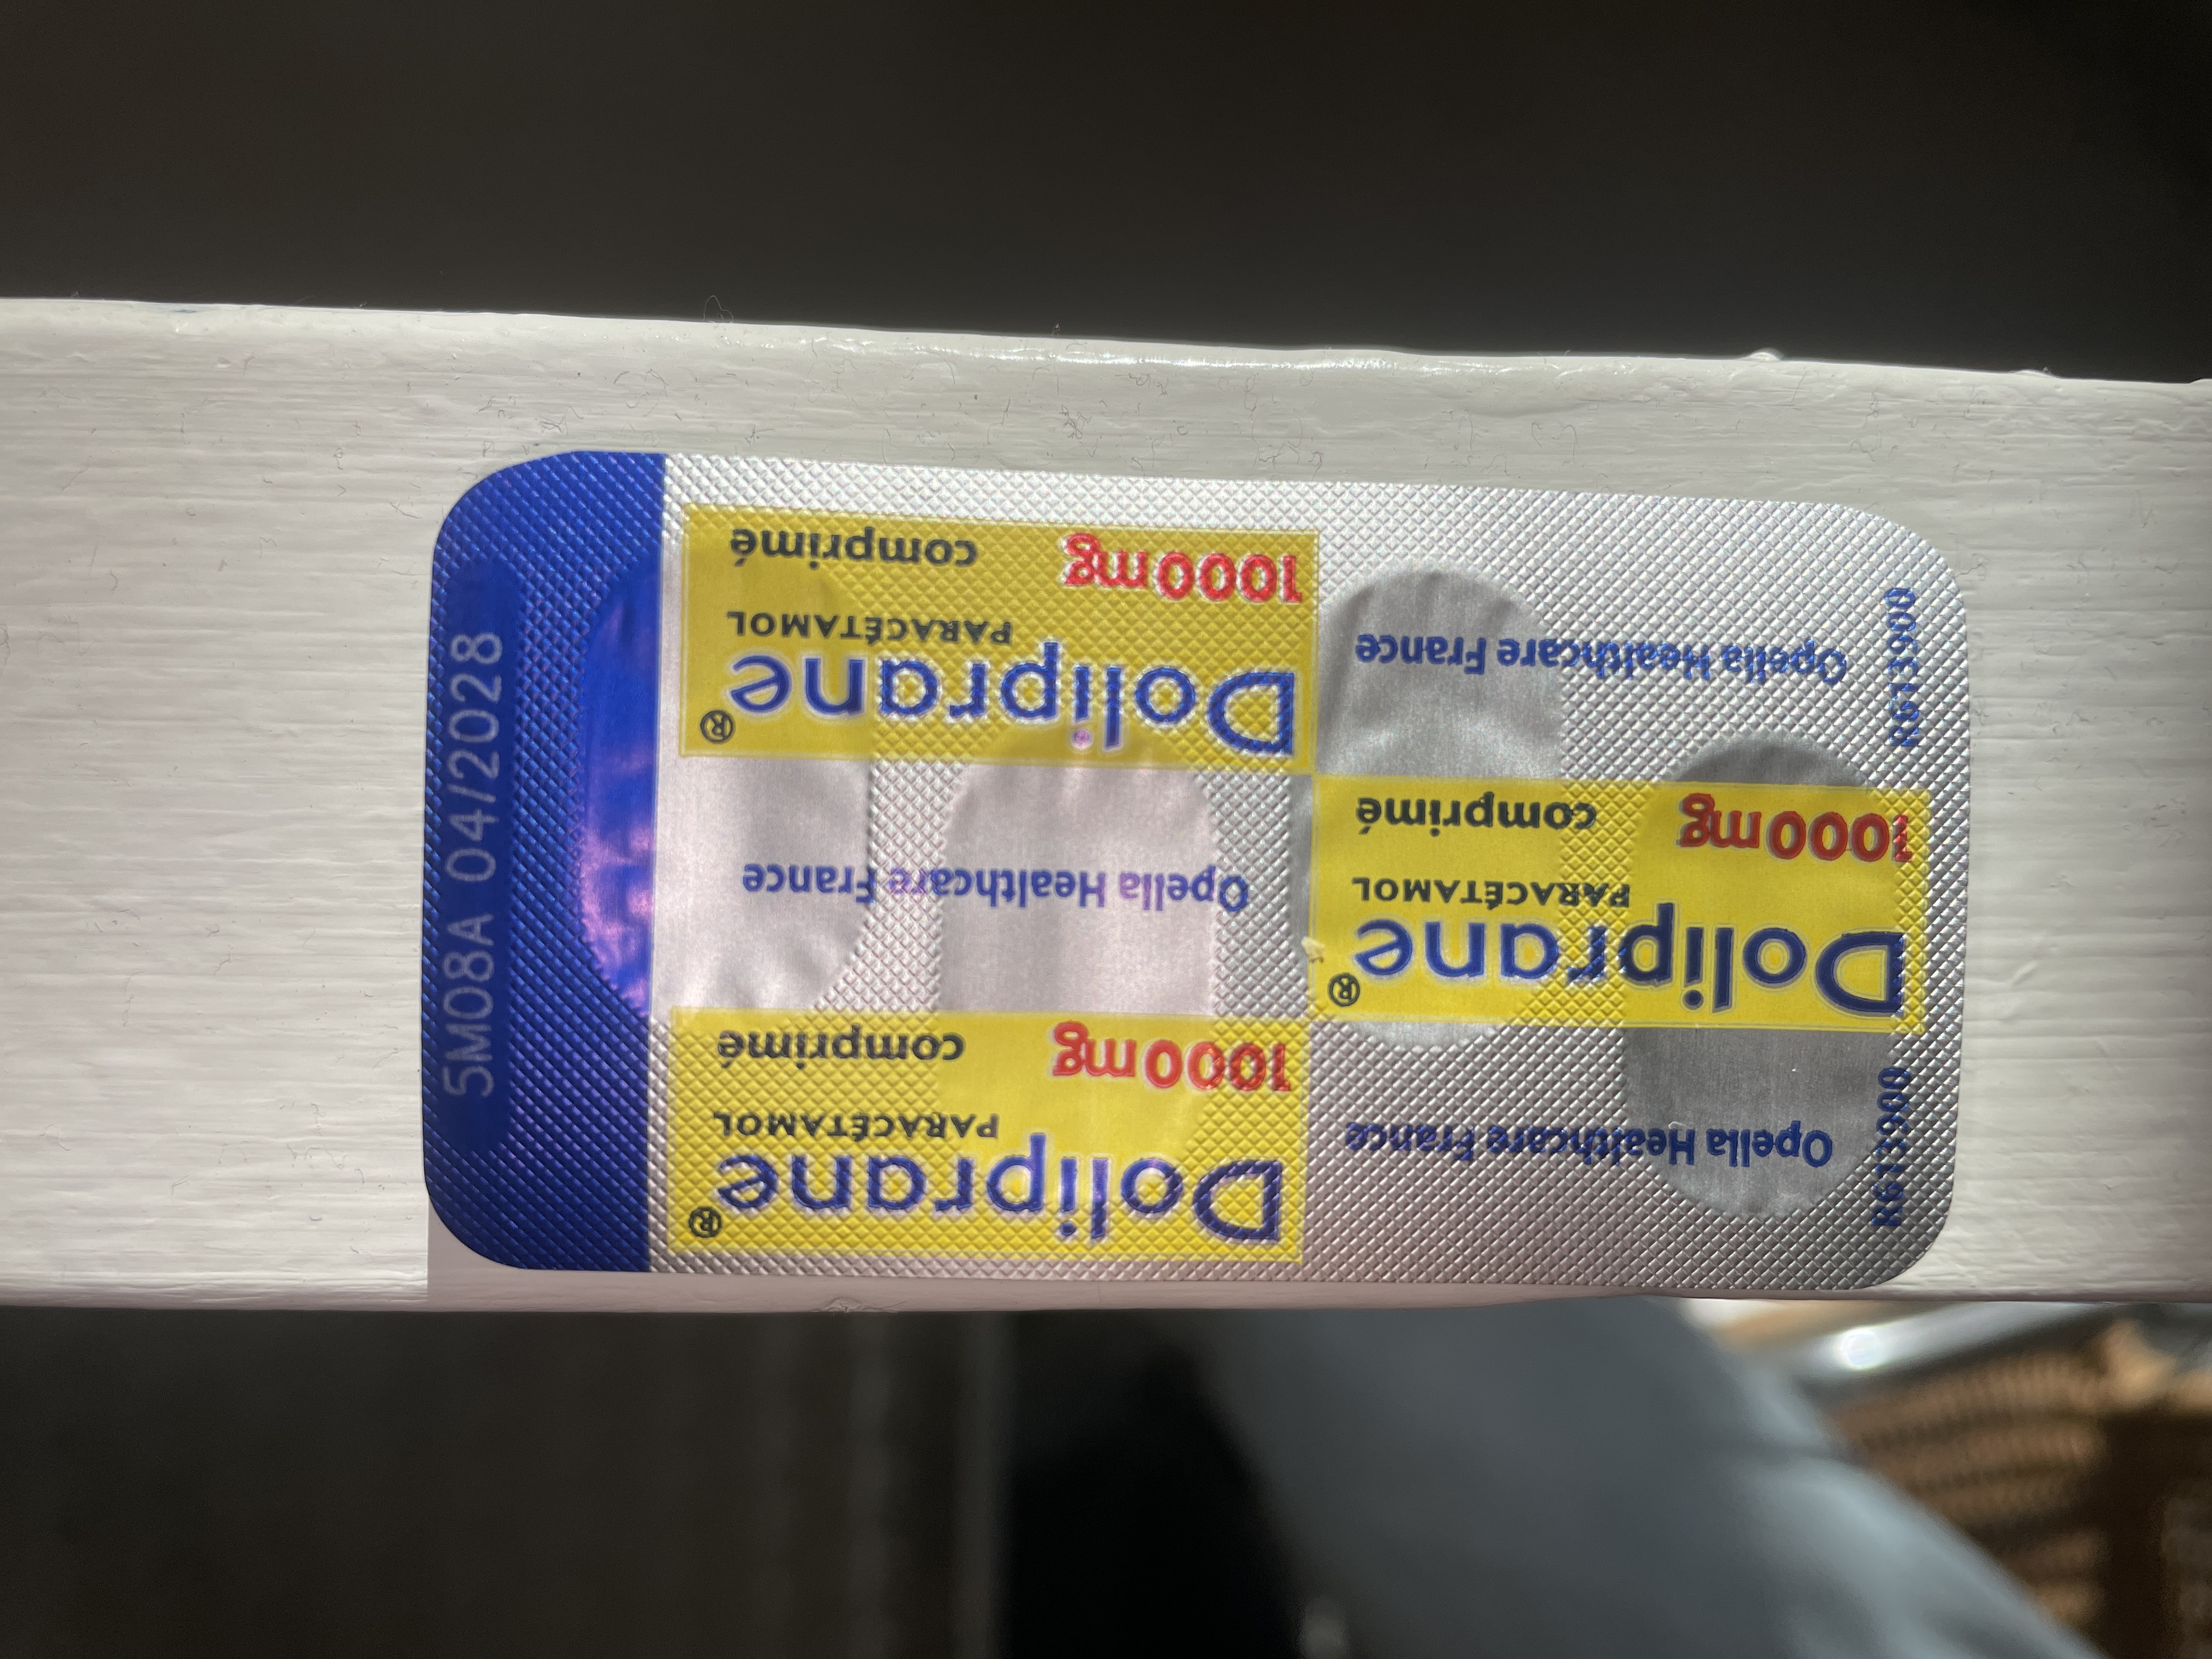 5M08A 04/2028
Doliprane®
PARACÉTAMOL
1000mg comprimé
Opella Healthcare France
Doliprane®
PARACÉTAMOL
1000mg comprimé
Opella Healthcare France
R613900
Doliprane®
PARACÉTAMOL
1000mg comprimé
Opella Healthcare France
R613900